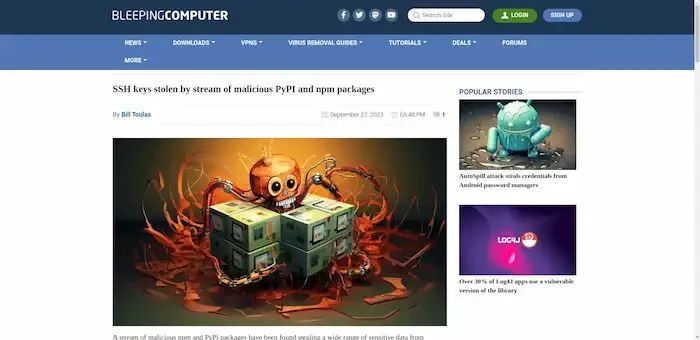 BLEEPINGCOMPUTER
Search Site
LOGIN
SIGN UP
NEWS
DOWNLOADS
VPNS
VIRUS REMOVAL GUIDES
TUTORIALS
DEALS
FORUMS
MORE
SSH keys stolen by stream of malicious PyPI and npm packages
By Bill Toulas
September 27, 2023
05:48 PM
1
POPULAR STORIES
AutoSpill attack steals credentials from
Android password managers
LOG4J
Over 30% of Log4J apps use a vulnerable
version of the library
A stream of malicious npm and PyPi packages have been found stealing a wide range of sensitive data from